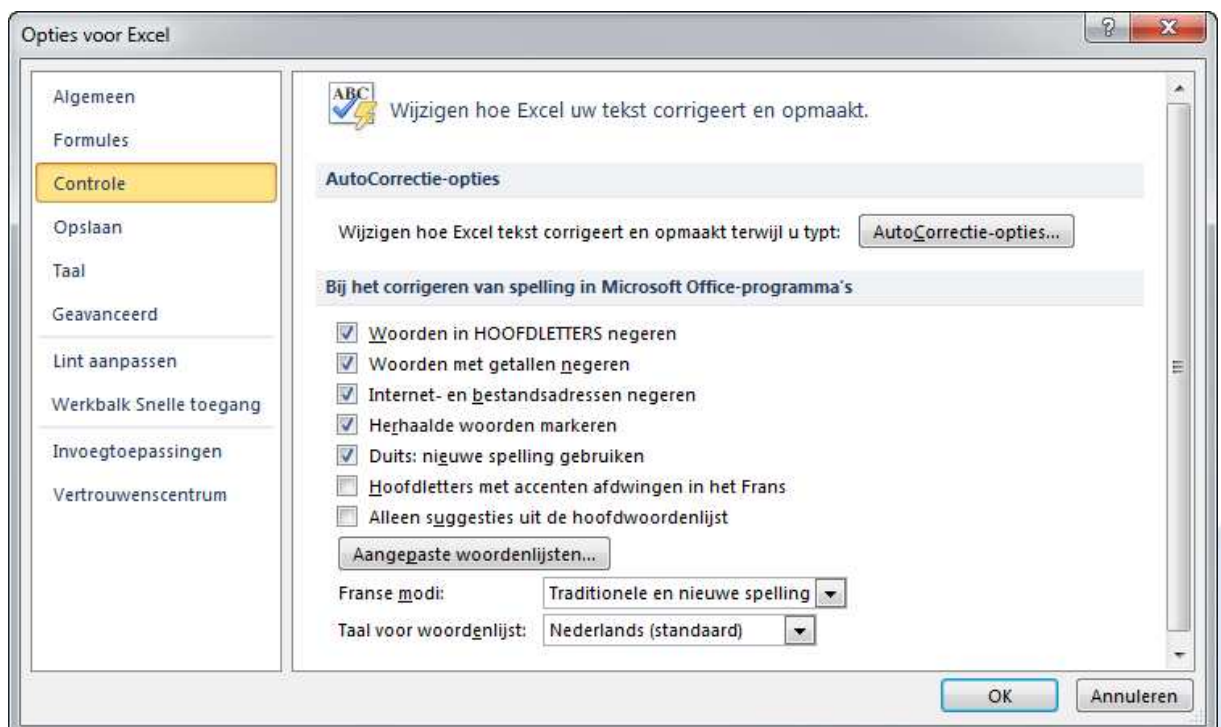 Opties voor Excel
Algemeen
Formules
Controle
Opslaan
Taal
Geavanceerd
Lint aanpassen
Werkbalk Snelle toegang
Invoegtoepassingen
Vertrouwenscentrum
ABC
Wijzigen hoe Excel uw tekst corrigeert en opmaakt.
AutoCorrectie-opties
Wijzigen hoe Excel tekst corrigeert en opmaakt terwijl u typt: AutoCorrectie-opties...
Bij het corrigeren van spelling in Microsoft Office-programma's
Woorden in HOOFDLETTERS negeren
Woorden met getallen negeren
Internet- en bestandsadressen negeren
Herhaalde woorden markeren
Duits: nieuwe spelling gebruiken
Hoofdletters met accenten afdwingen in het Frans
Alleen suggesties uit de hoofdwoordenlijst
Aangepaste woordenlijsten...
Franse modi: Traditionele en nieuwe spelling
Taal voor woordenlijst: Nederlands (standaard)
OK Annuleren